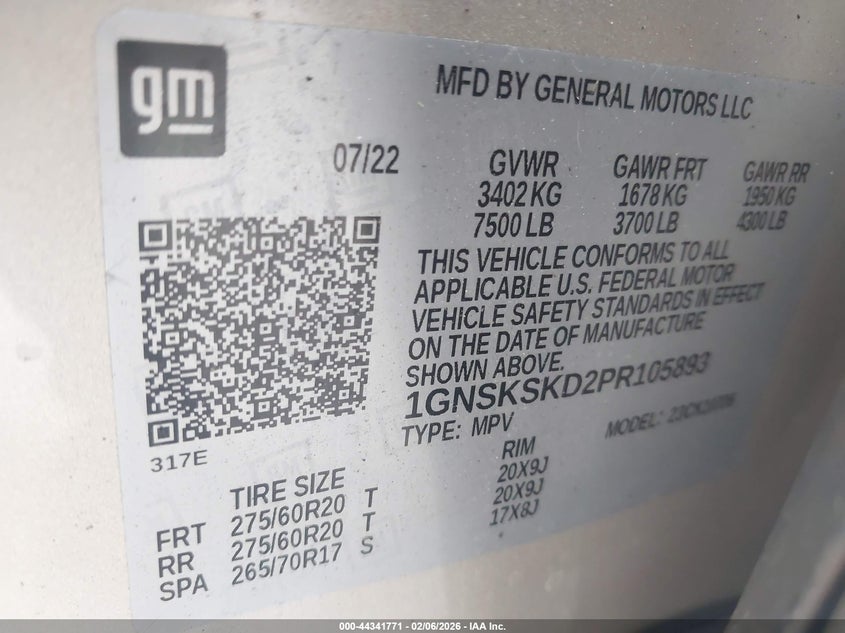 gm
MFD BY GENERAL MOTORS LLC
07/22
GVWR GAWR FRT GAWR RR
3402 KG 1678 KG 1950 KG
7500 LB 3700 LB 4300 LB
THIS VEHICLE CONFORMS TO ALL
APPLICABLE U.S. FEDERAL MOTOR
VEHICLE SAFETY STANDARDS IN EFFECT
ON THE DATE OF MANUFACTURE
SHOWN ABOVE.
1GNSKSKD2PR105893
TYPE: MPV MODEL:
317E
TIRE SIZE RIM
FRT 275/60R20 T 20X9J
RR 275/60R20 T 20X9J
SPA 265/70R17 S 17X8J
000-44341771 - 02/06/2026 - IAA Inc.